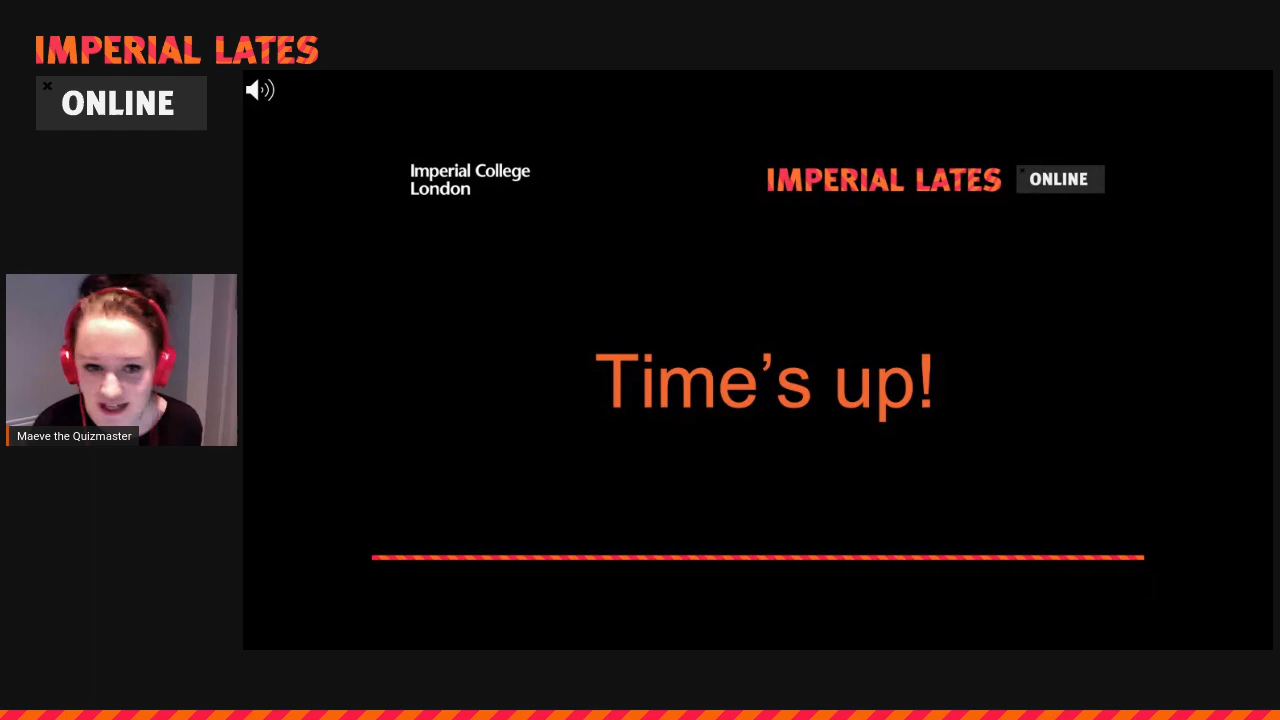 IMPERIAL LATES
ONLINE
Imperial College
London
IMPERIAL LATES ONLINE
Time’s up!
Maeve the Quizmaster